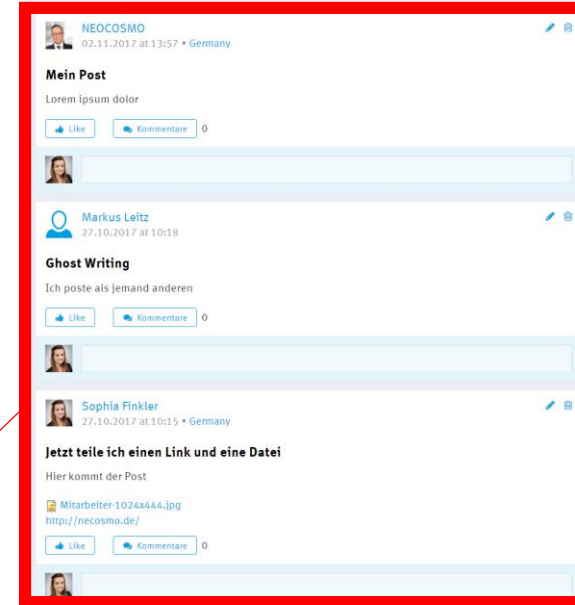 NEOCOSMO
02.11.2017 at 13:57 • Germany
Mein Post
Lorem ipsum dolor
Like Kommentare 0
Markus Leitz
27.10.2017 at 10:18
Ghost Writing
Ich poste als jemand anderen
Like Kommentare 0
Sophia Finkler
27.10.2017 at 10:15 • Germany
Jetzt teile ich einen Link und eine Datei
Hier kommt der Post
Mitarbeiter-1024x444.jpg
http://necosmo.de/
Like Kommentare 0